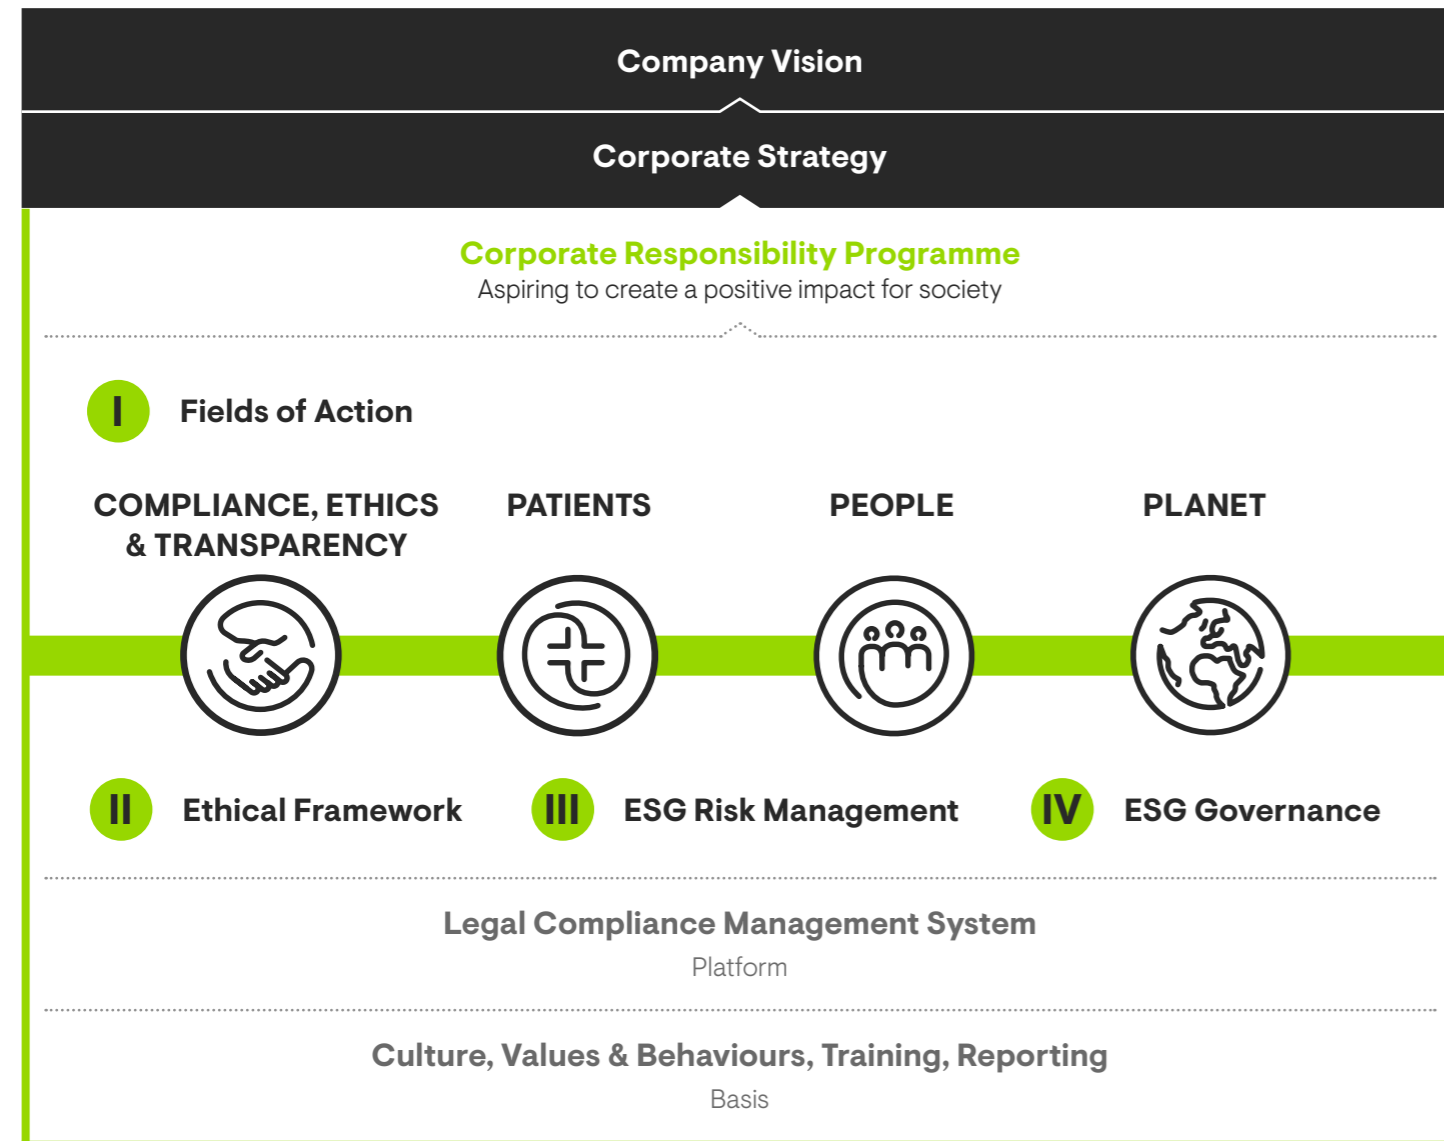 Company Vision
Corporate Strategy
Corporate Responsibility Programme
Aspiring to create a positive impact for society
I Fields of Action
COMPLIANCE, ETHICS
& TRANSPARENCY
PATIENTS
PEOPLE
PLANET
II Ethical Framework
III ESG Risk Management
IV ESG Governance
Legal Compliance Management System
Platform
Culture, Values & Behaviours, Training, Reporting
Basis